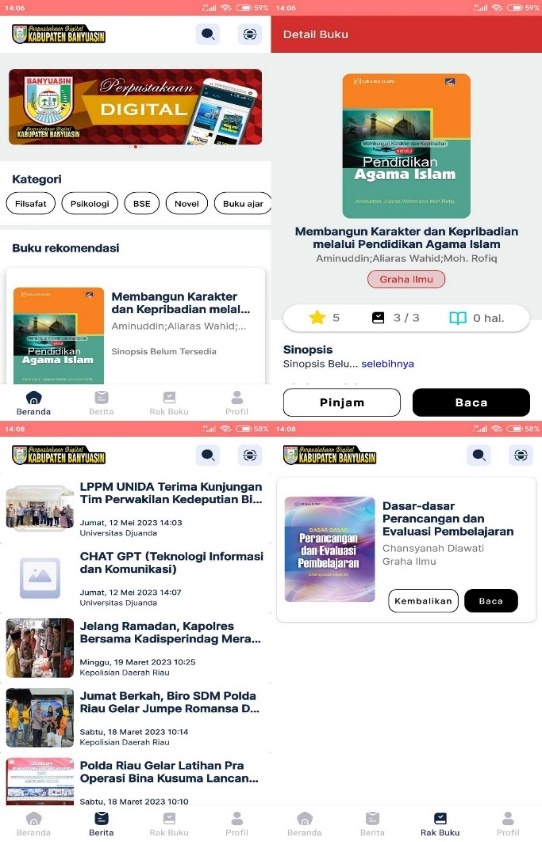 14:06
59%
Perpustakaan Digital
KABUPATEN BANYUASIN
BANYUASIN
Perpustakaan
DIGITAL
Perpustakaan Digital
KABUPATEN BANYUASIN
Kategori
Filsafat
Psikologi
BSE
Novel
Buku ajar
Buku rekomendasi
Pendidikan
Agama Islam
Membangun Karakter
dan Kepribadian melal...
Aminuddin;Aliaras Wahid;...
Sinopsis Belum Tersedia
Beranda
Berita
Rak Buku
Profil
14:06
59%
Detail Buku
Membangun Karakter dan Kepribadian
melalui
Pendidikan
Agama Islam
Membangun Karakter dan Kepribadian
melalui Pendidikan Agama Islam
Aminuddin;Aliaras Wahid;Moh. Rofiq
Graha Ilmu
5
3 / 3
0 hal.
Sinopsis
Sinopsis Belu... selebihnya
Pinjam
Baca
14:08
58%
Perpustakaan Digital
KABUPATEN BANYUASIN
LPPM UNIDA Terima Kunjungan
Tim Perwakilan Kedeputian Bi...
Jumat, 12 Mei 2023 14:03
Universitas Djuanda
CHAT GPT (Teknologi Informasi
dan Komunikasi)
Jumat, 12 Mei 2023 14:07
Universitas Djuanda
Jelang Ramadan, Kapolres
Bersama Kadisperindag Mera...
Minggu, 19 Maret 2023 10:25
Kepolisian Daerah Riau
Jumat Berkah, Biro SDM Polda
Riau Gelar Jumpe Romansa D...
Sabtu, 18 Maret 2023 10:14
Kepolisian Daerah Riau
Polda Riau Gelar Latihan Pra
Operasi Bina Kusuma Lancan...
Sabtu, 18 Maret 2023 10:10
Beranda
Berita
Rak Buku
Profil
14:08
58%
Perpustakaan Digital
KABUPATEN BANYUASIN
DASAR-DASAR
Perancangan
dan Evaluasi
Pembelajaran
Dasar-dasar
Perancangan dan
Evaluasi Pembelajaran
Chansyanah Diawati
Graha Ilmu
Kembalikan
Baca
Beranda
Berita
Rak Buku
Profil